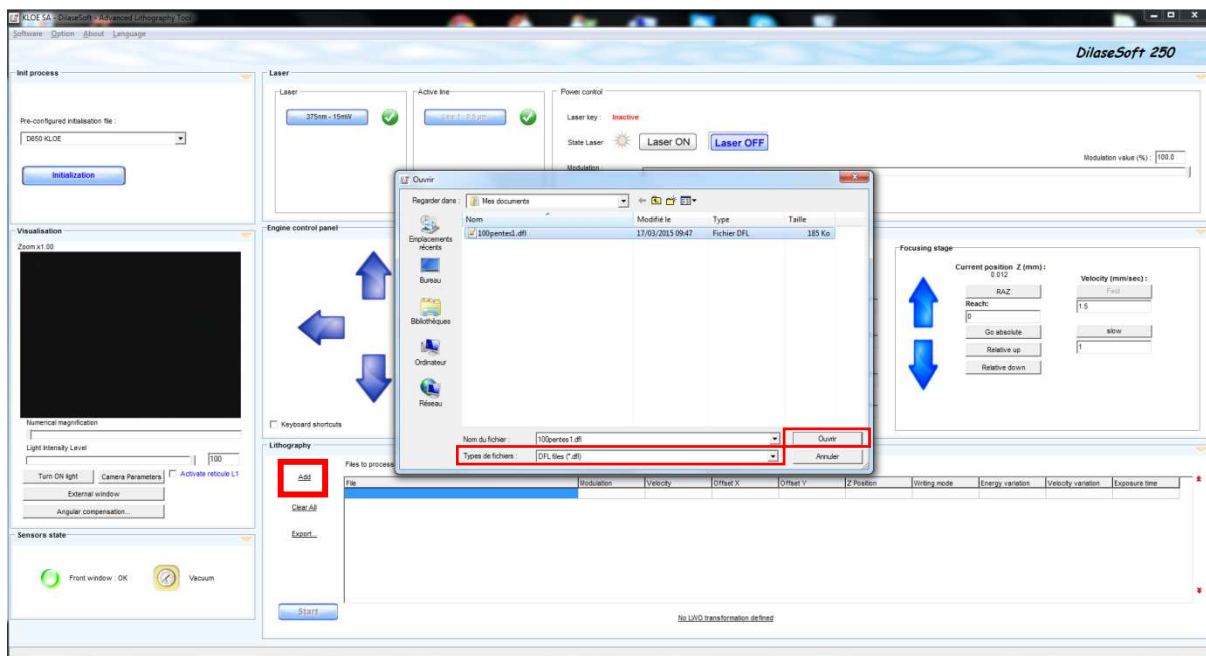 KLOE SA - DilaseSoft - Advanced Lithography Tool
Software Option About Language
DilaseSoft 250
Init process
Pre-configured initialisation file :
D850 KLOE
Initialization
Laser
Laser
375nm - 15mW
Active line
Power control
Laser key : Inactive
State Laser
Laser ON
Laser OFF
Modulation value (%) : 100.0
Modulation
Visualisation
Zoom x1.00
Numerical magnification
Light Intensity Level
100
Turn ON light
Camera Parameters
Activate reticule L1
External window
Angular compensation...
Sensors state
Front window : OK
Vacuum
Engine control panel
Keyboard shortcuts
Ouvrir
Regarder dans :
Mes documents
Nom Modifié le Type Taille
100pentes1.dfl 17/03/2015 09:47 Fichier DFL 185 Ko
Emplacements
récents
Bureau
Bibliothèques
Ordinateur
Réseau
Nom du fichier : 100pentes1.dfl
Ouvrir
Types de fichiers : DFL files (*.dfl)
Annuler
Focusing stage
Current position Z (mm) :
0.012
RAZ
Reach:
0
Go absolute
Relative up
Relative down
Velocity (mm/sec) :
Fast
1.5
slow
1
Lithography
Add
Clear All
Export...
Start
Files to process
File Modulation Velocity Offset X Offset Y Z Position Writing mode Energy variation Velocity variation Exposure time
No LWO transformation defined